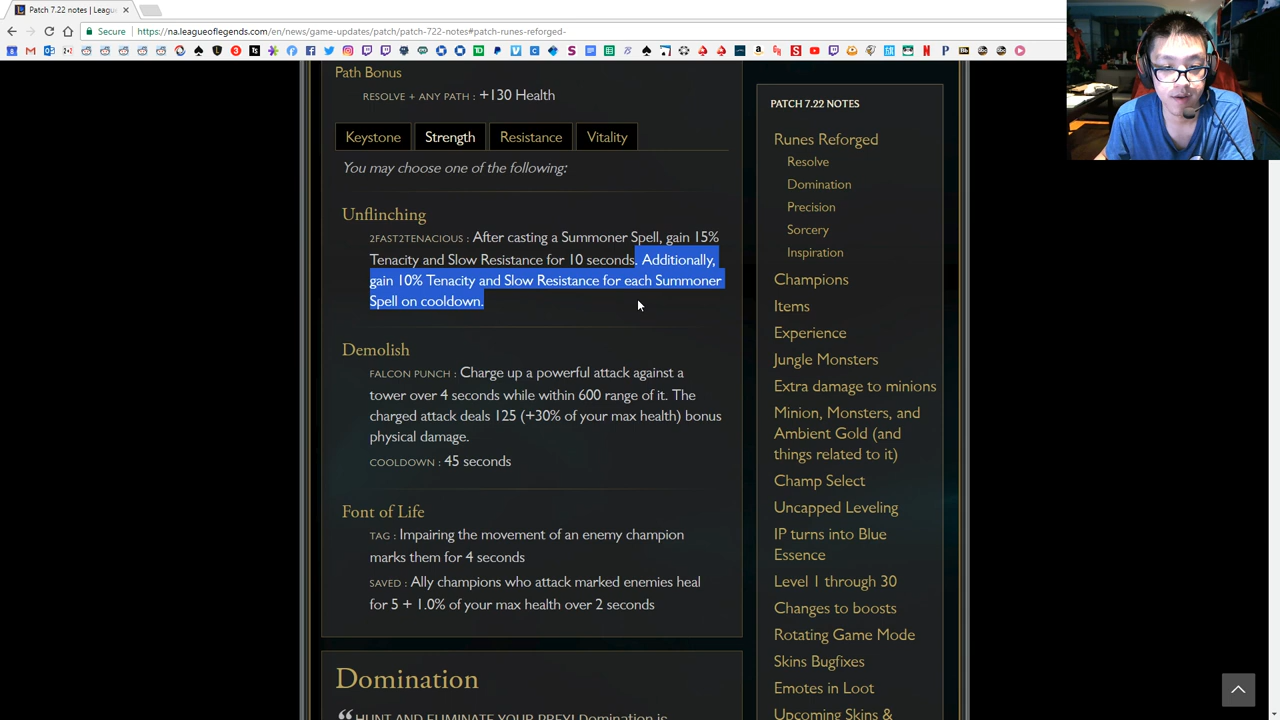 Patch 7.22 notes | Leagu
Secure
https://na.leagueoflegends.com/en/news/game-updates/patch/patch-722-notes#patch-runes-reforged-
Path Bonus
RESOLVE + ANY PATH : +130 Health
Keystone
Strength
Resistance
Vitality
You may choose one of the following:
Unflinching
2FAST2TENACIOUS : After casting a Summoner Spell, gain 15%
Tenacity and Slow Resistance for 10 seconds. Additionally,
gain 10% Tenacity and Slow Resistance for each Summoner
Spell on cooldown.
Demolish
FALCON PUNCH : Charge up a powerful attack against a
tower over 4 seconds while within 600 range of it. The
charged attack deals 125 (+30% of your max health) bonus
physical damage.
COOLDOWN : 45 seconds
Font of Life
TAG : Impairing the movement of an enemy champion
marks them for 4 seconds
SAVED : Ally champions who attack marked enemies heal
for 5 + 1.0% of your max health over 2 seconds
Domination
HUNT AND ELIMINATE YOUR PREY! Domination is
PATCH 7.22 NOTES
Runes Reforged
Resolve
Domination
Precision
Sorcery
Inspiration
Champions
Items
Experience
Jungle Monsters
Extra damage to minions
Minion, Monsters, and
Ambient Gold (and
things related to it)
Champ Select
Uncapped Leveling
IP turns into Blue
Essence
Level 1 through 30
Changes to boosts
Rotating Game Mode
Skins Bugfixes
Emotes in Loot
Upcoming Skins &